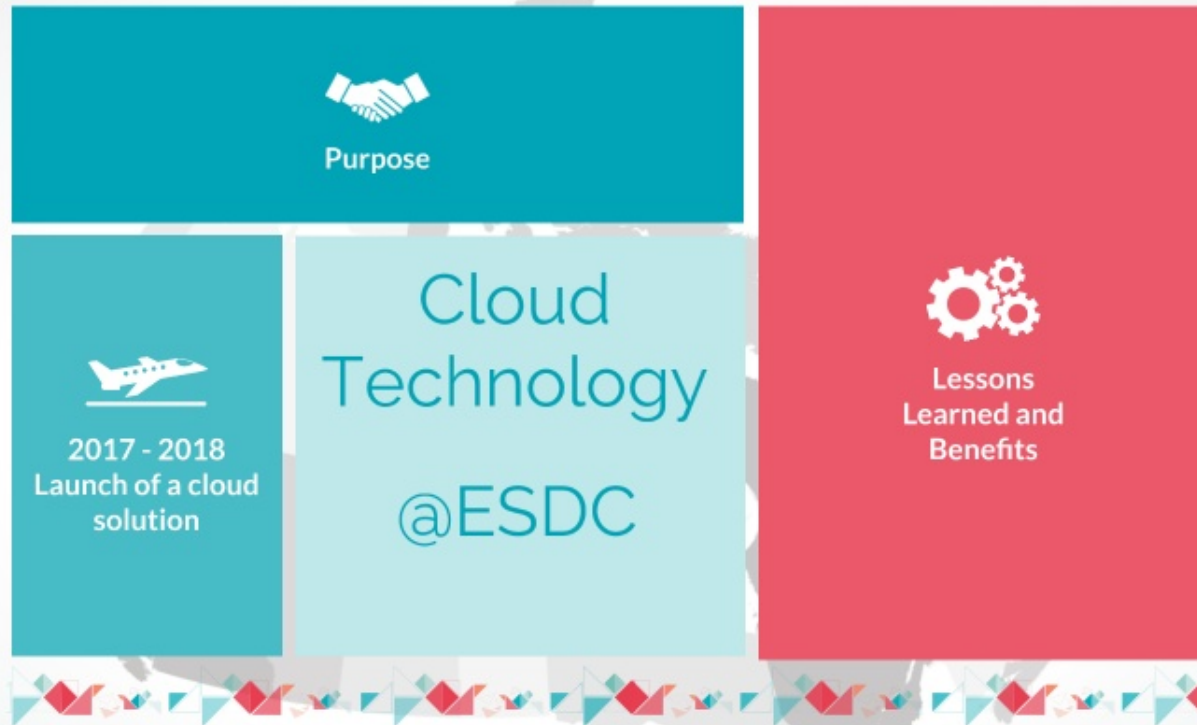 Purpose
2017 - 2018
Launch of a cloud
solution
Cloud
Technology
@ESDC
Lessons
Learned and
Benefits